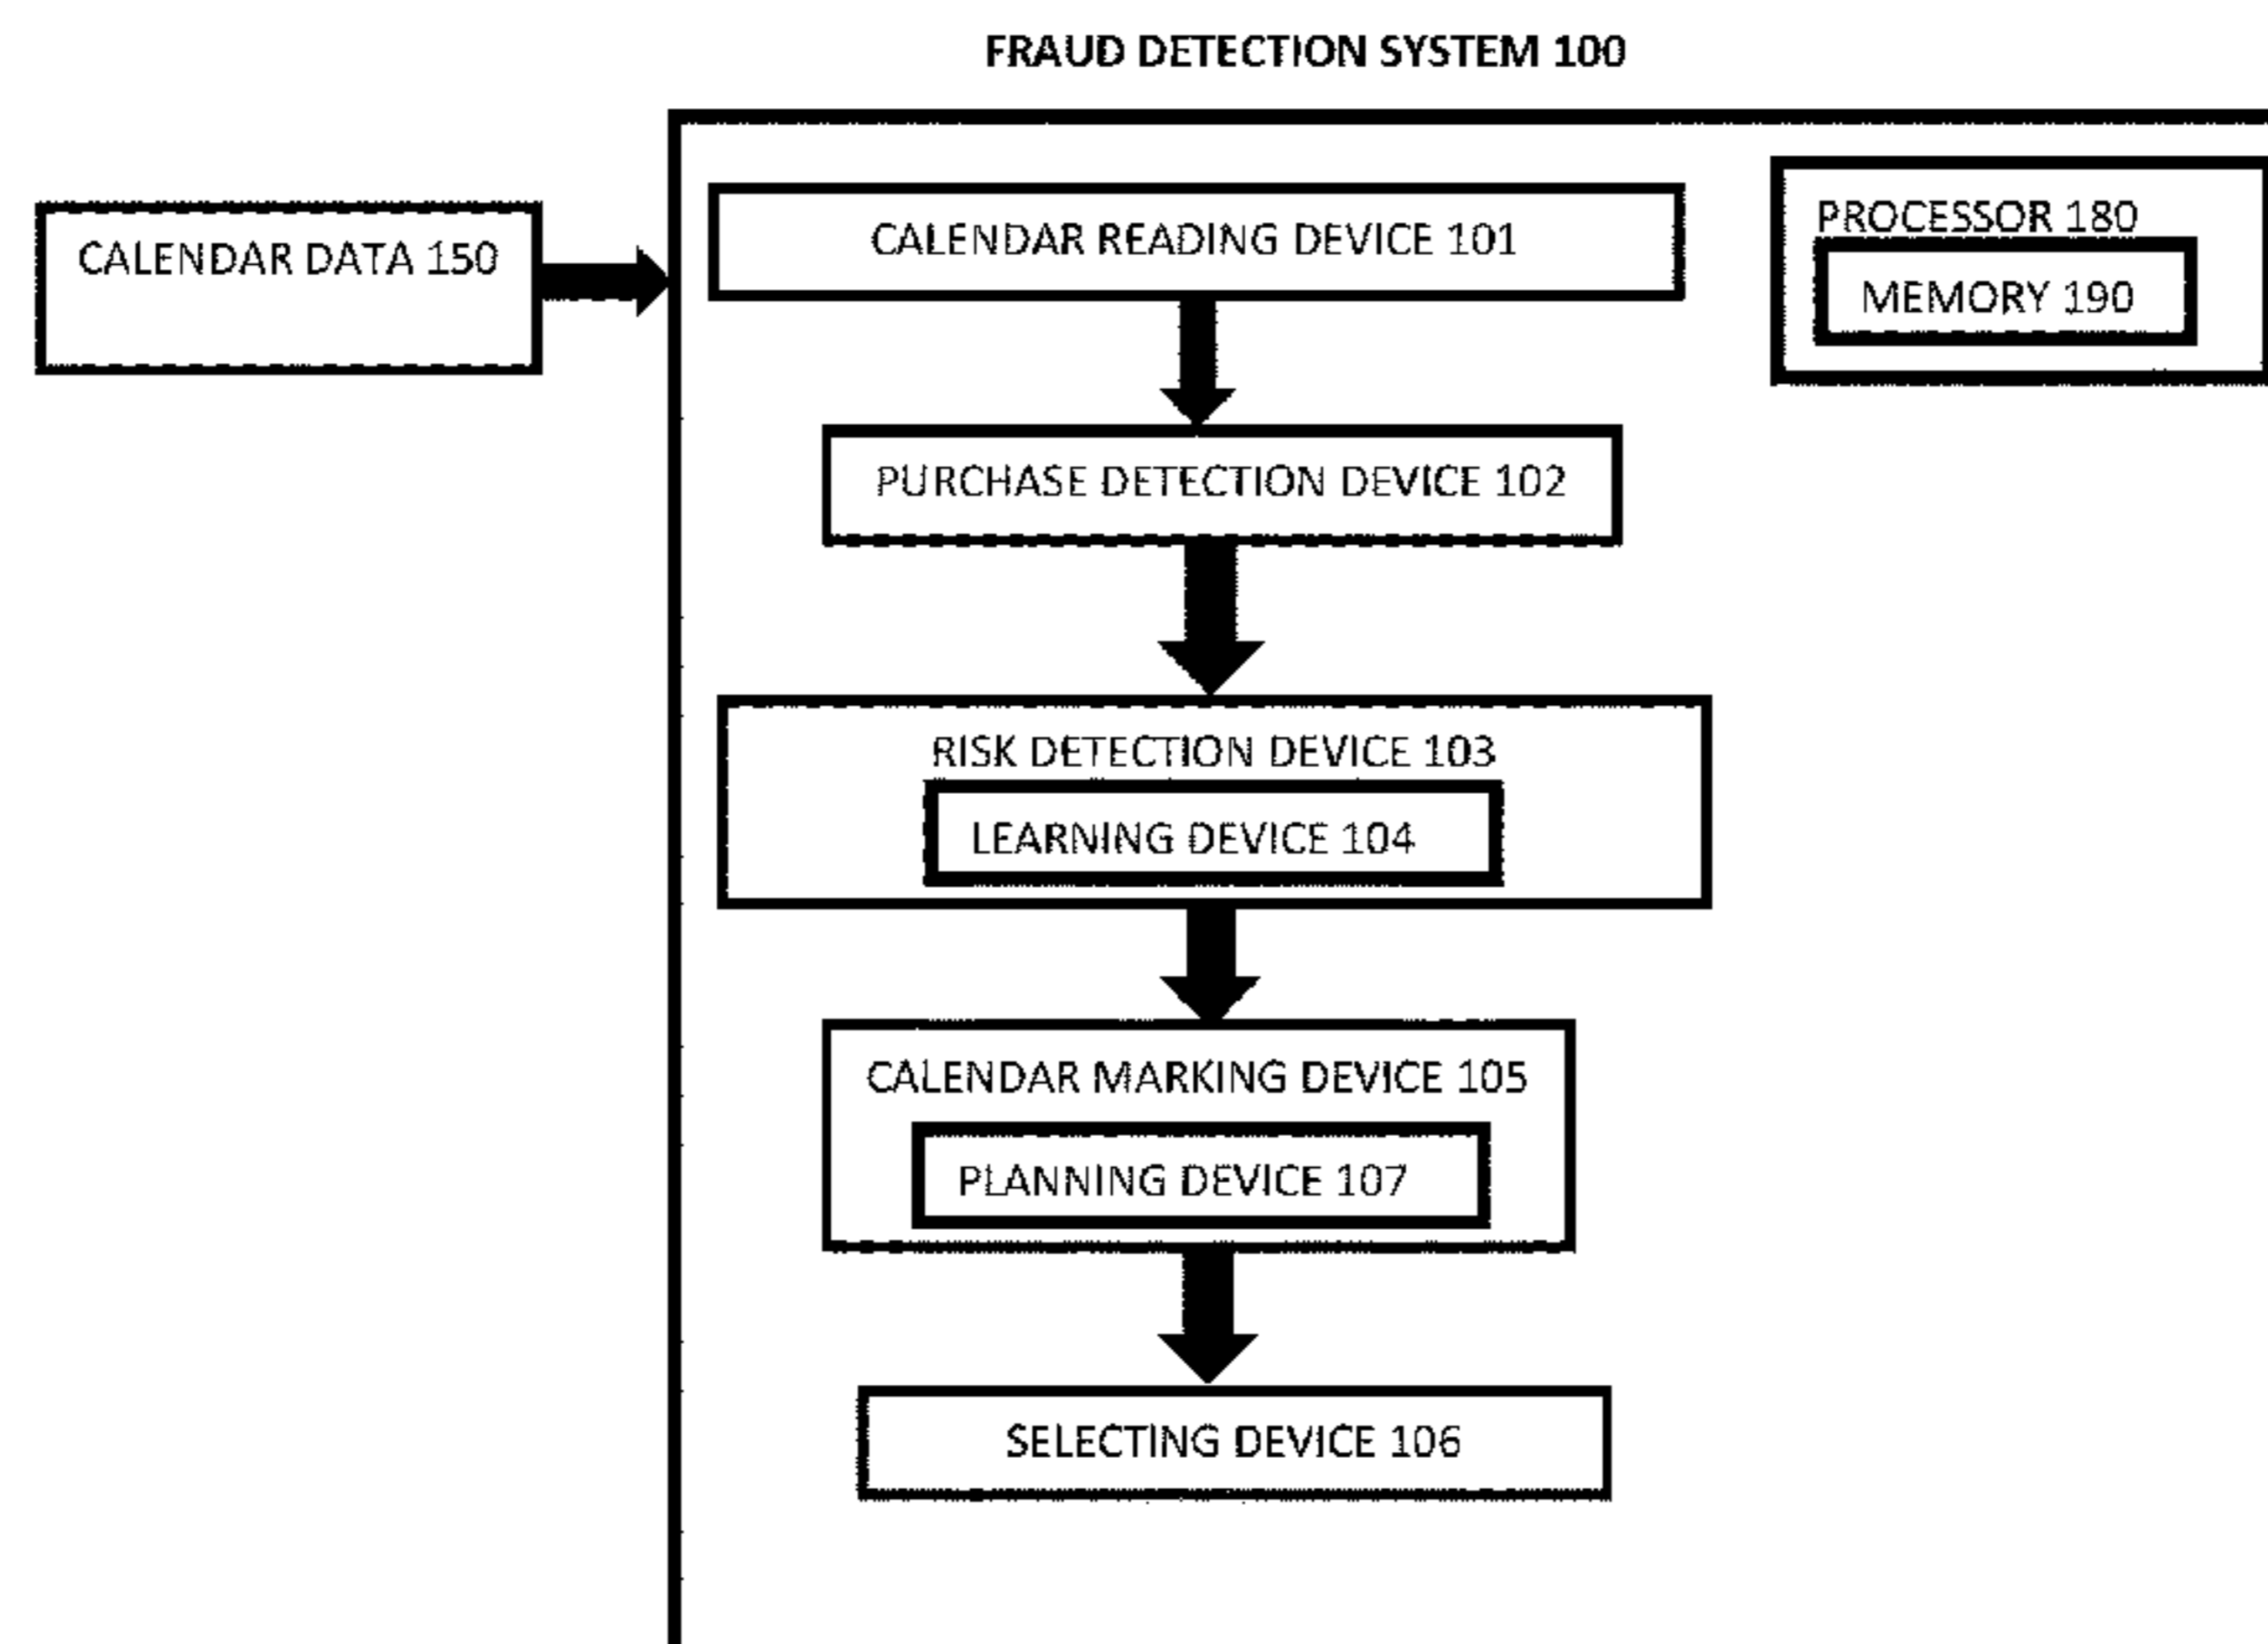 FRAUD DETECTION SYSTEM 100
CALENDAR DATA 150
CALENDAR READING DEVICE 101
PROCESSOR 180
MEMORY 190
PURCHASE DETECTION DEVICE 102
RISK DETECTION DEVICE 103
LEARNING DEVICE 104
CALENDAR MARKING DEVICE 105
PLANNING DEVICE 107
SELECTING DEVICE 106